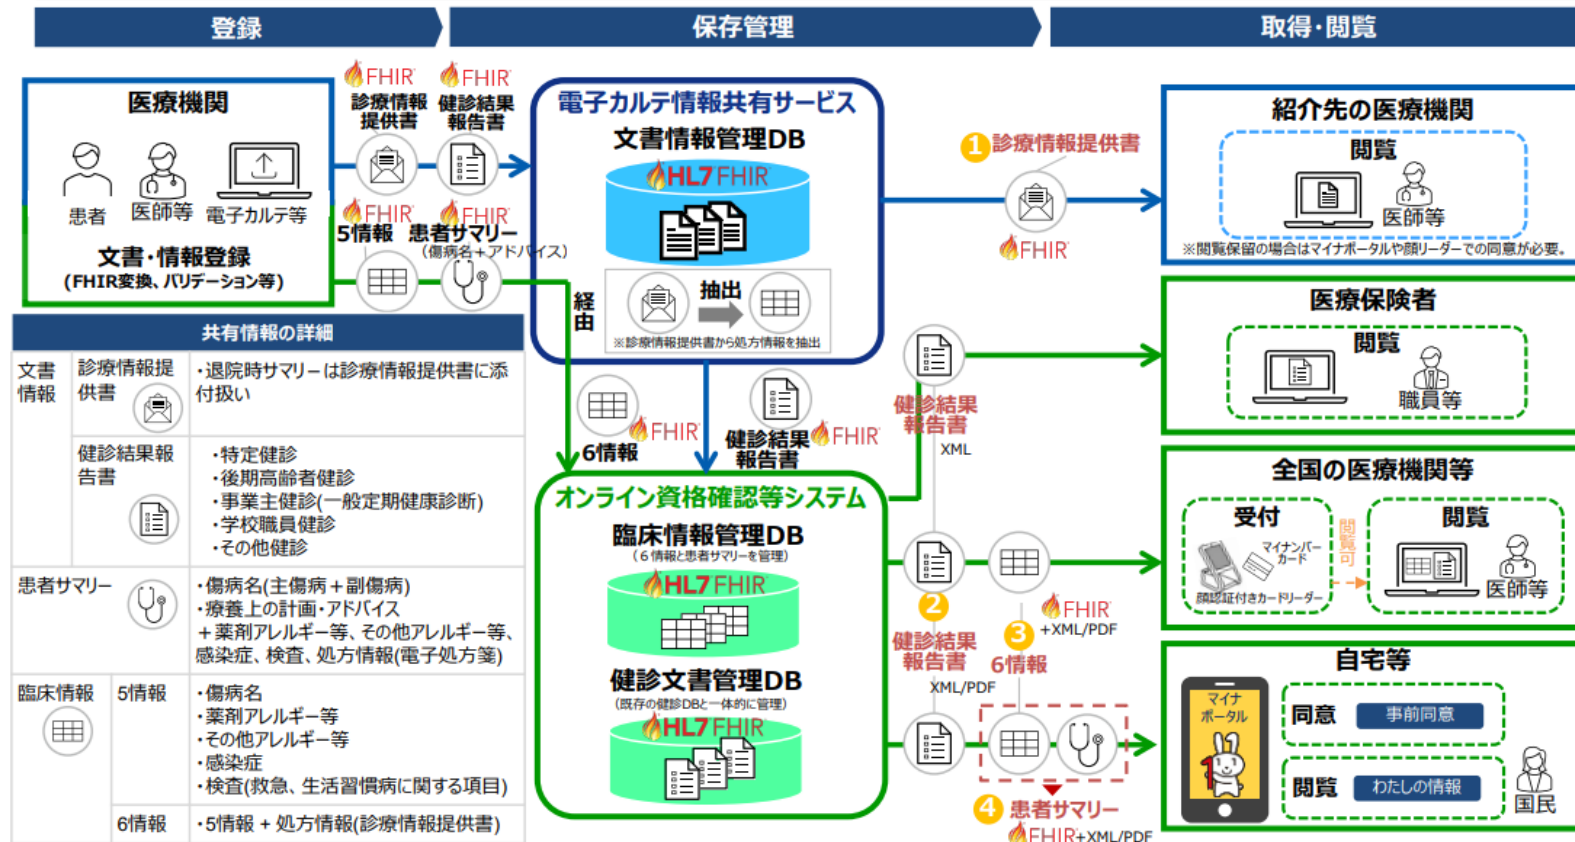 登録
保存管理
取得・閲覧
医療機関
患者
医師等
電子カルテ等
文書・情報登録
(FHIR変換、バリデーション等)
FHIR
診療情報
提供書
FHIR
健診結果
報告書
FHIR
5情報
FHIR
患者サマリー
(傷病名+アドバイス)
電子カルテ情報共有サービス
文書情報管理DB
HL7 FHIR
抽出
※診療情報提供書から処方情報を抽出
経由
6情報
FHIR
健診結果
報告書
FHIR
オンライン資格確認等システム
臨床情報管理DB
(6情報と患者サマリーを管理)
HL7 FHIR
健診文書管理DB
(既存の健診DBと一体的に管理)
HL7 FHIR
1 診療情報提供書
FHIR
健診結果
報告書
XML
2
健診結果
報告書
XML/PDF
3
6情報
FHIR
+XML/PDF
4 患者サマリー
FHIR+XML/PDF
紹介先の医療機関
閲覧
医師等
※閲覧保留の場合はマイナポータルや顔リーダーでの同意が必要。
医療保険者
閲覧
職員等
全国の医療機関等
受付
マイナンバー
カード
顔認証付きカードリーダー
閲覧可
閲覧
医師等
自宅等
マイナ
ポータル
同意
事前同意
閲覧
わたしの情報
国民
共有情報の詳細
文書
情報
診療情報提
供書
・退院時サマリーは診療情報提供書に添
付扱い
健診結果報
告書
・特定健診
・後期高齢者健診
・事業主健診(一般定期健康診断)
・学校職員健診
・その他健診
患者サマリー
・傷病名(主傷病+副傷病)
・療養上の計画・アドバイス
+薬剤アレルギー等、その他アレルギー等、
感染症、検査、処方情報(電子処方箋)
臨床情報
5情報
・傷病名
・薬剤アレルギー等
・その他アレルギー等
・感染症
・検査(救急、生活習慣病に関する項目)
6情報
・5情報+処方情報(診療情報提供書)